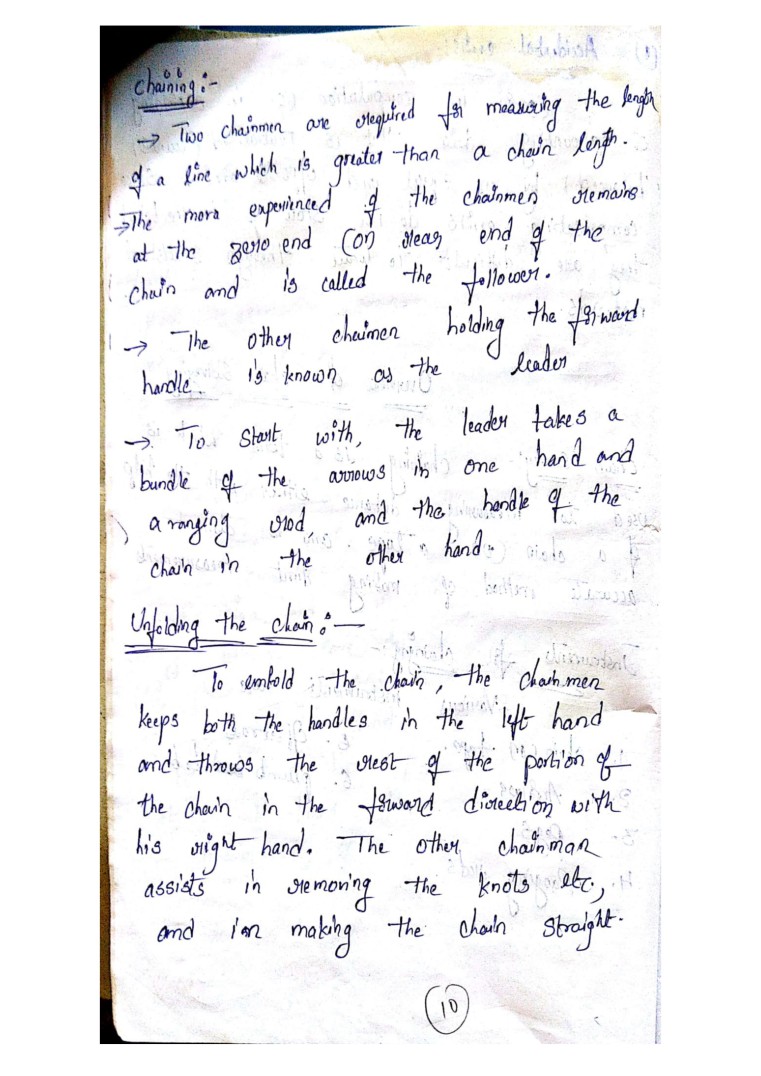 Chaining :-
→ Two chainmen are required for measuring the length
of a line which is greater than a chain length.
→ The more experienced of the chainmen remains
at the zero end (or) rear end of the
chain and is called the follower.
→ The other chaimen holding the forward
handle is known as the leader
→ To start with, the leader takes a
bundle of the arrows in one hand and
a ranging rod, and the handle of the
chain in the other hand.
Unfolding the chain :-
To emfold the chain, the chainmen
keeps both the handles in the left hand
and throws the rest of the portion of
the chain in the forward direction with
his right hand. The other chainman
assists in removing the knots etc.,
and in making the chain straight.
10